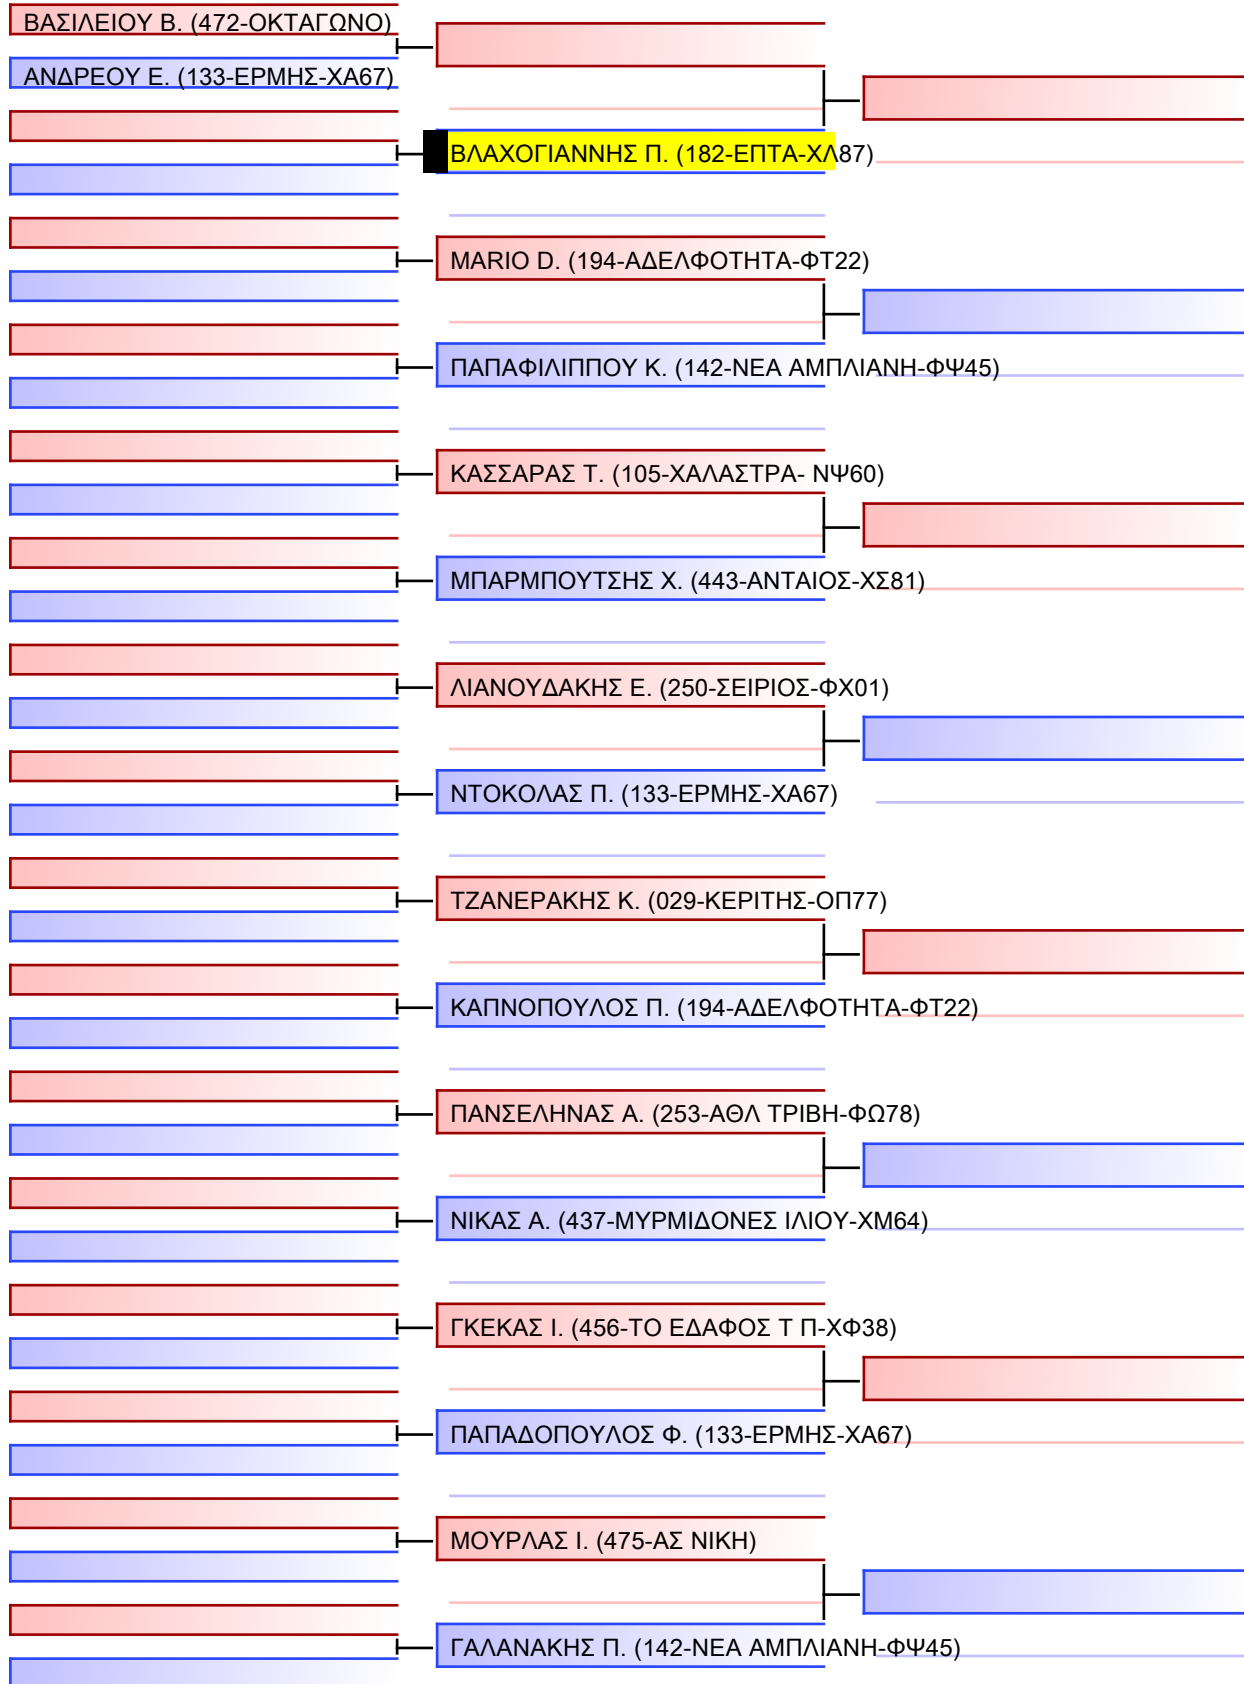 ΒΑΣΙΛΕΙΟΥ Β. (472-ΟΚΤΑΓΩΝΟ)
ΑΝΔΡΕΟΥ Ε. (133-ΕΡΜΗΣ-ΧΑ67)
ΒΛΑΧΟΓΙΑΝΝΗΣ Π. (182-ΕΠΤΑ-ΧΛ87)
MARIO D. (194-ΑΔΕΛΦΟΤΗΤΑ-ΦΤ22)
ΠΑΠΑΦΙΛΙΠΠΟΥ Κ. (142-ΝΕΑ ΑΜΠΛΙΑΝΗ-ΦΨ45)
ΚΑΣΣΑΡΑΣ Τ. (105-ΧΑΛΑΣΤΡΑ- ΝΨ60)
ΜΠΑΡΜΠΟΥΤΣΗΣ Χ. (443-ΑΝΤΑΙΟΣ-ΧΣ81)
ΛΙΑΝΟΥΔΑΚΗΣ Ε. (250-ΣΕΙΡΙΟΣ-ΦΧ01)
ΝΤΟΚΟΛΑΣ Π. (133-ΕΡΜΗΣ-ΧΑ67)
ΤΖΑΝΕΡΑΚΗΣ Κ. (029-ΚΕΡΙΤΗΣ-ΟΠ77)
ΚΑΠΝΟΠΟΥΛΟΣ Π. (194-ΑΔΕΛΦΟΤΗΤΑ-ΦΤ22)
ΠΑΝΣΕΛΗΝΑΣ Α. (253-ΑΘΛ ΤΡΙΒΗ-ΦΩ78)
ΝΙΚΑΣ Α. (437-ΜΥΡΜΙΔΟΝΕΣ ΙΛΙΟΥ-ΧΜ64)
ΓΚΕΚΑΣ Ι. (456-ΤΟ ΕΔΑΦΟΣ Τ Π-ΧΦ38)
ΠΑΠΑΔΟΠΟΥΛΟΣ Φ. (133-ΕΡΜΗΣ-ΧΑ67)
ΜΟΥΡΛΑΣ Ι. (475-ΑΣ ΝΙΚΗ)
ΓΑΛΑΝΑΚΗΣ Π. (142-ΝΕΑ ΑΜΠΛΙΑΝΗ-ΦΨ45)